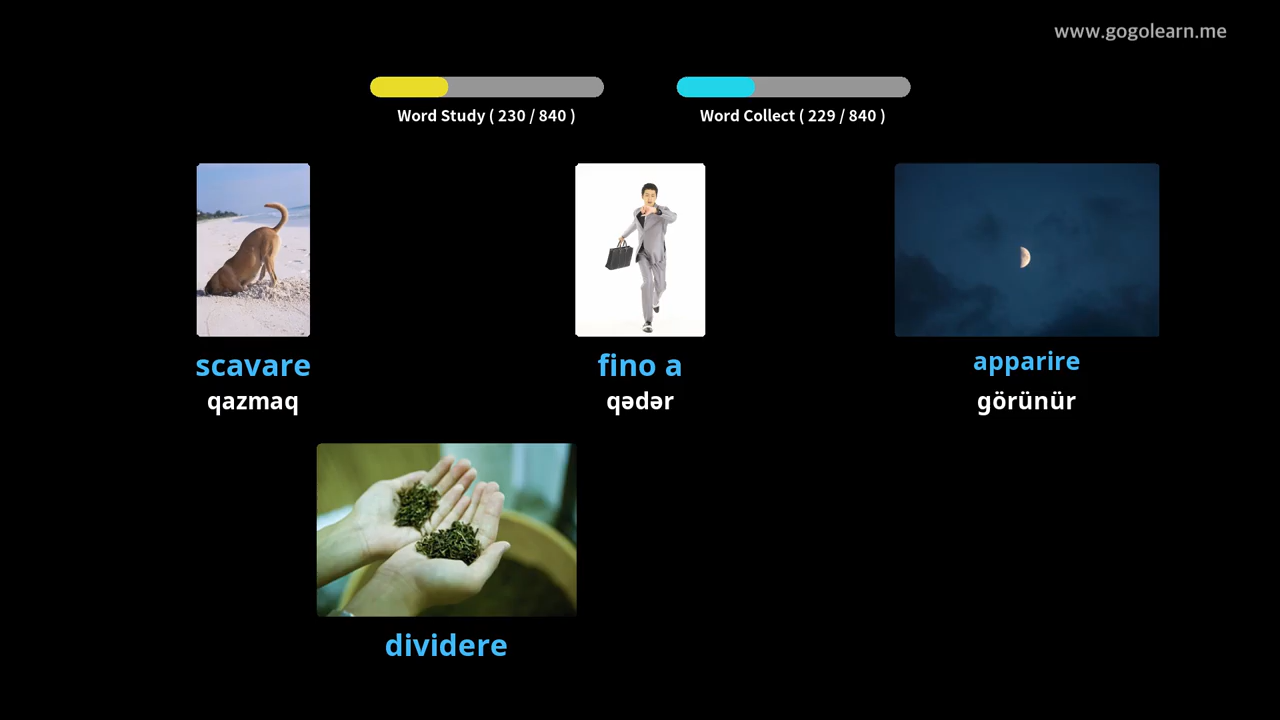 www.gogolearn.me
Word Study ( 230 / 840 )
Word Collect ( 229 / 840 )
scavare
qazmaq
fino a
qədər
apparire
görünür
dividere